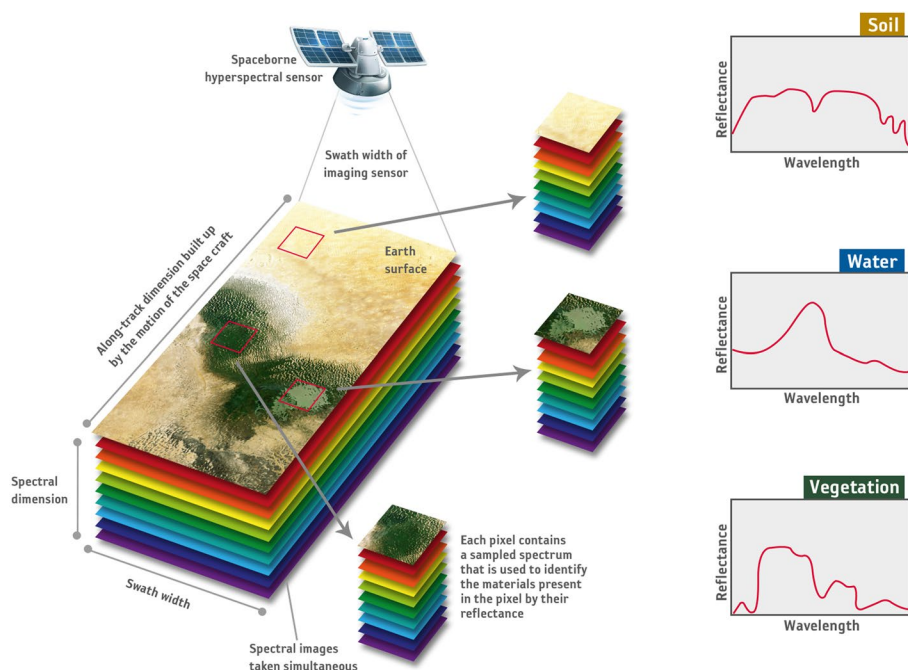 Spaceborne
hyperspectral sensor
Swath width of
imaging sensor
Along-track dimension built up
by the motion of the space craft
Earth
surface
Spectral
dimension
Swath width
Spectral images
taken simultaneous
Each pixel contains
a sampled spectrum
that is used to identify
the materials present
in the pixel by their
reflectance
Soil
Reflectance
Wavelength
Water
Reflectance
Wavelength
Vegetation
Reflectance
Wavelength